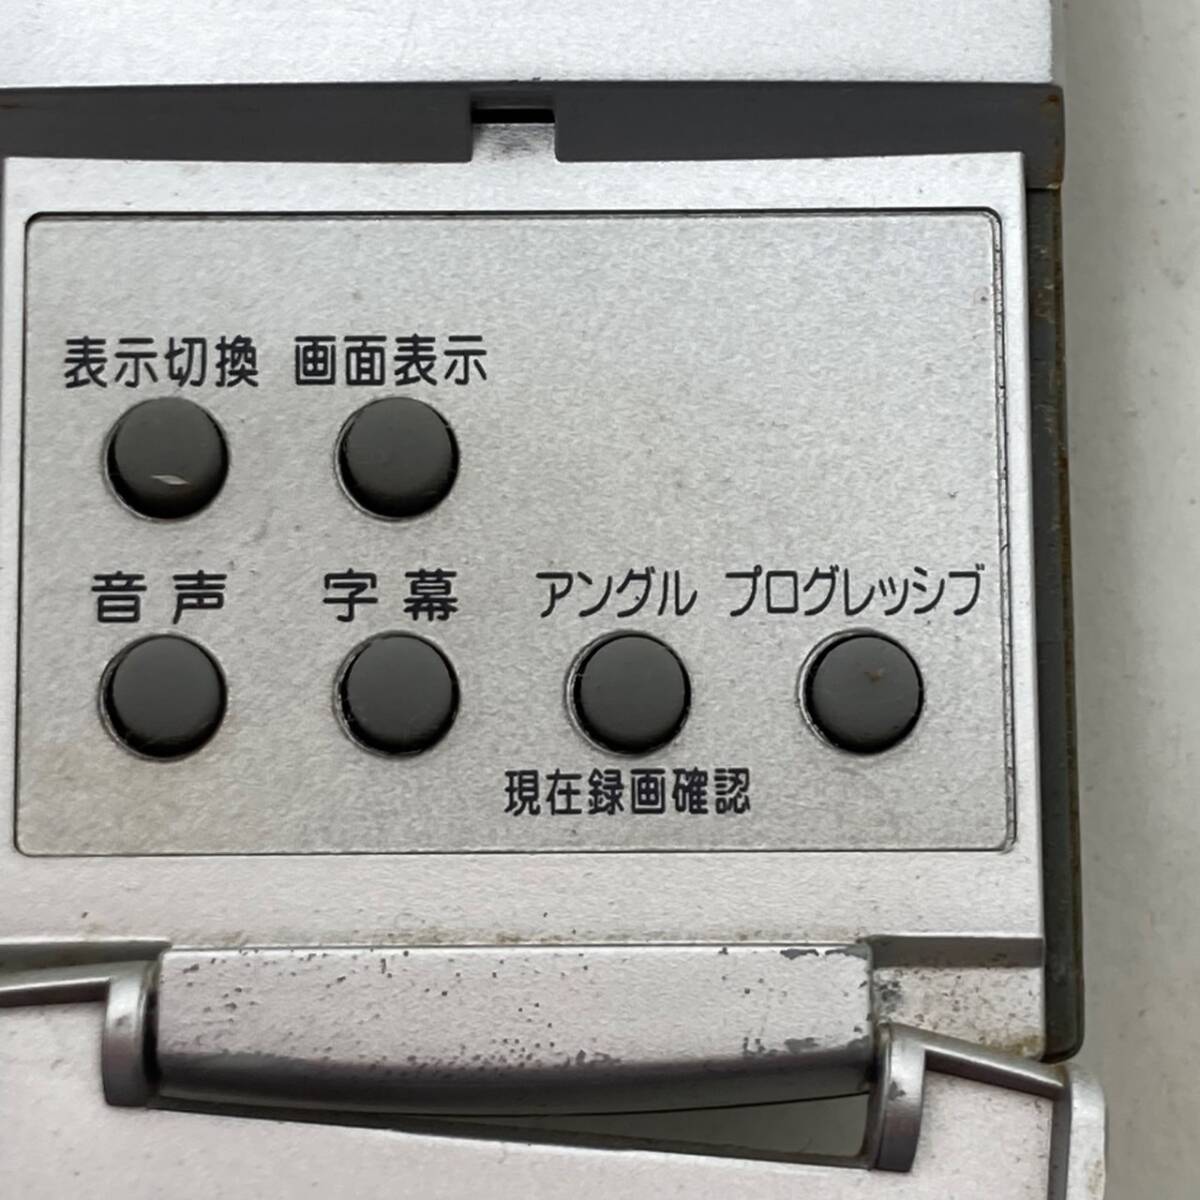 表示切換 画面表示
音声 字幕 アングル プログレッシブ
現在録画確認